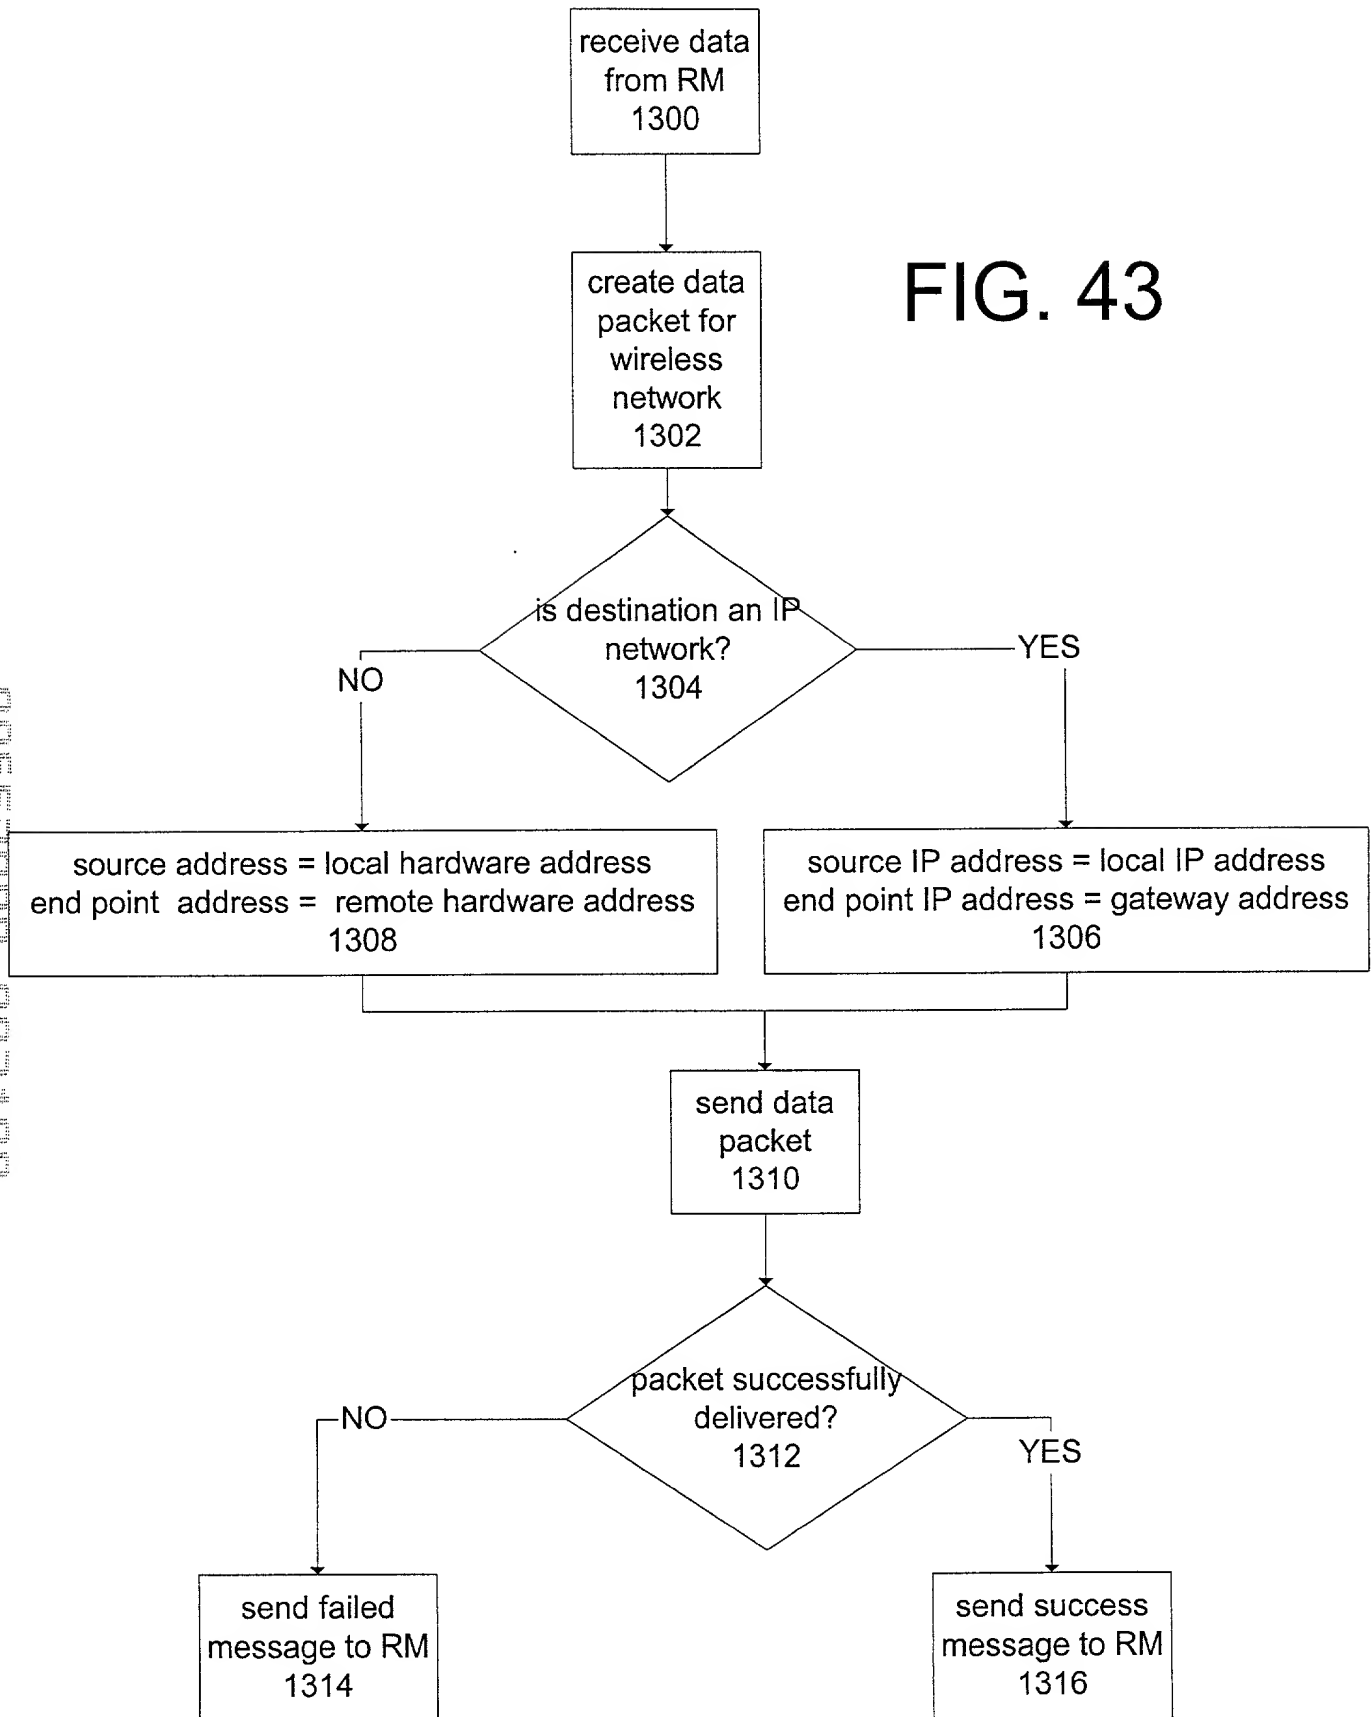 receive data
from RM
1300
FIG. 43
create data
packet for
wireless
network
1302
is destination an IP
network?
1304
NO
YES
source address = local hardware address
end point address = remote hardware address
1308
source IP address = local IP address
end point IP address = gateway address
1306
send data
packet
1310
packet successfully
delivered?
1312
NO
YES
send failed
message to RM
1314
send success
message to RM
1316